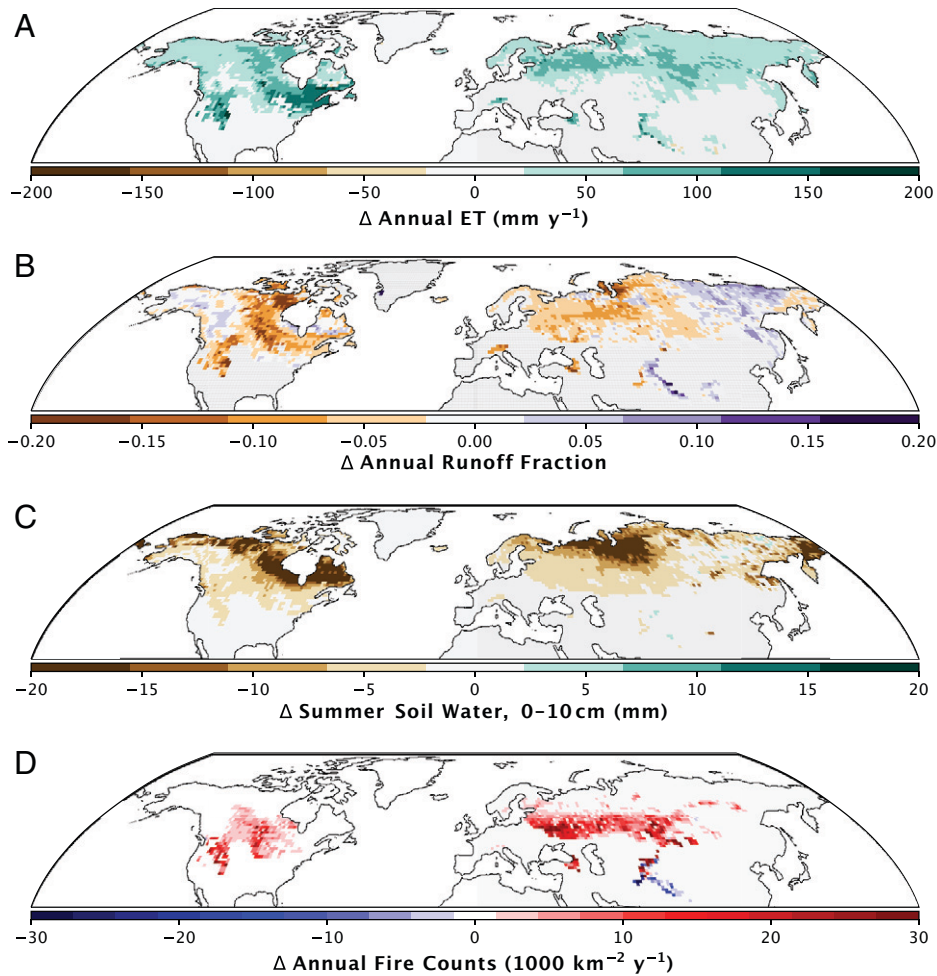 A
−200 −150 −100 −50 0 50 100 150 200
Δ Annual ET (mm y⁻¹)
B
−0.20 −0.15 −0.10 −0.05 0.00 0.05 0.10 0.15 0.20
Δ Annual Runoff Fraction
C
−20 −15 −10 −5 0 5 10 15 20
Δ Summer Soil Water, 0–10cm (mm)
D
−30 −20 −10 0 10 20 30
Δ Annual Fire Counts (1000 km⁻² y⁻¹)